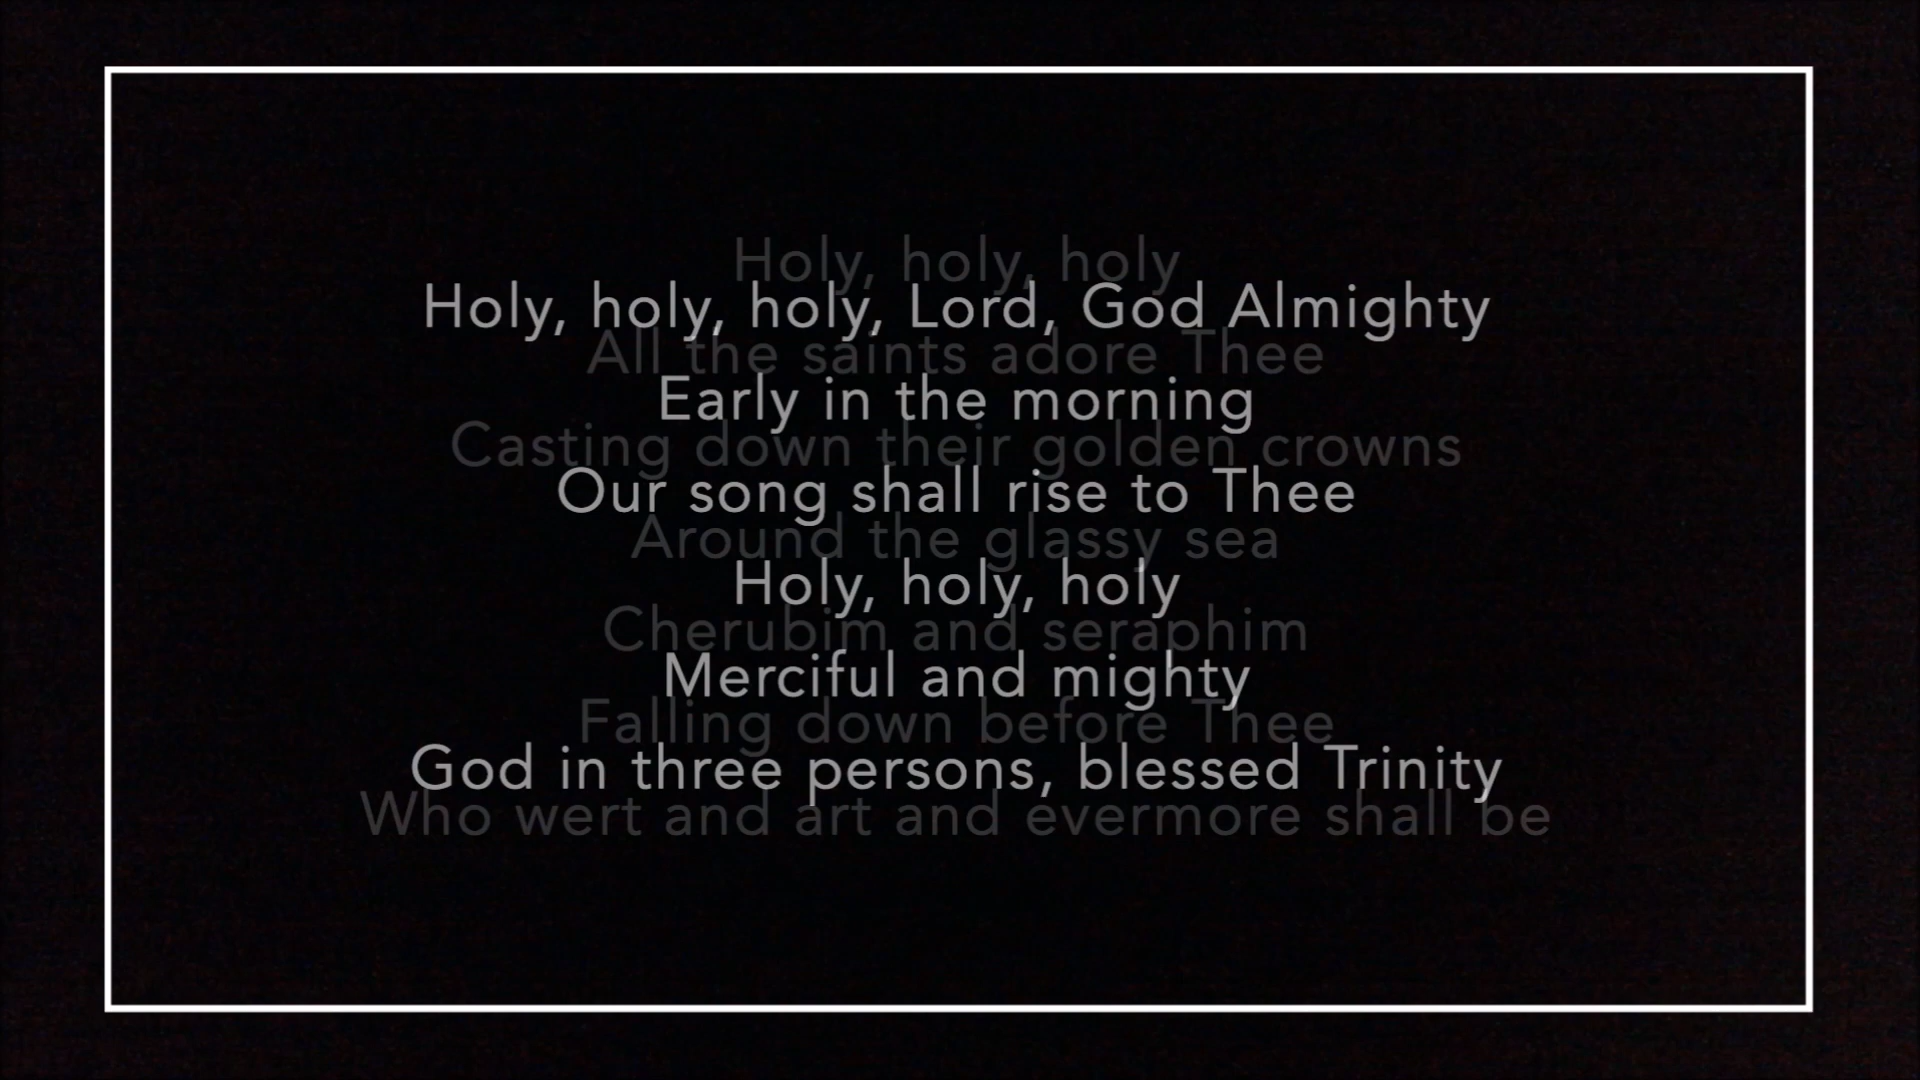 Holy, holy, holy
Holy, holy, holy, Lord, God Almighty
All the saints adore Thee
Early in the morning
Casting down their golden crowns
Our song shall rise to Thee
Around the glassy sea
Holy, holy, holy
Cherubim and seraphim
Merciful and mighty
Falling down before Thee
God in three persons, blessed Trinity
Who wert and art and evermore shall be